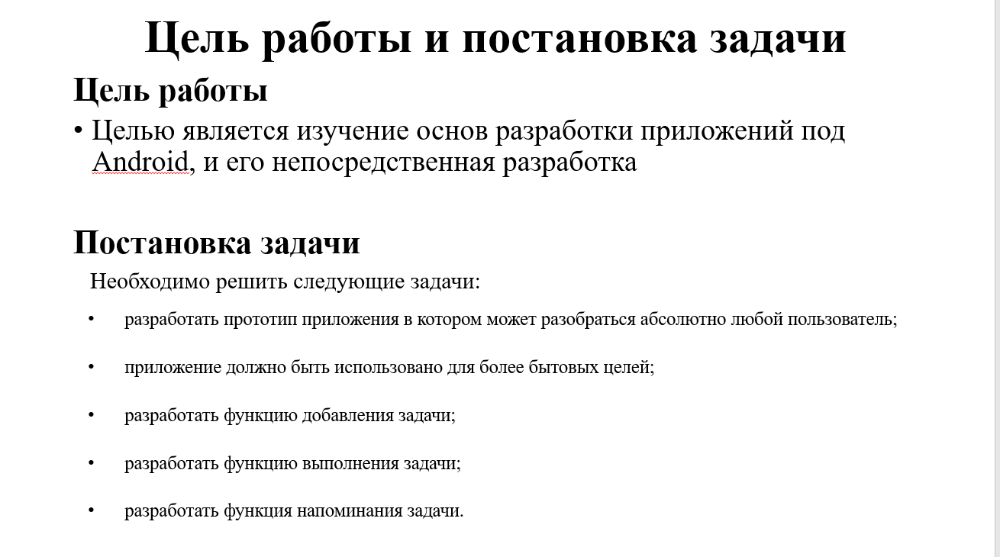 Цель работы и постановка задачи
Цель работы
• Целью является изучение основ разработки приложений под
Android, и его непосредственная разработка
Постановка задачи
Необходимо решить следующие задачи:
• разработать прототип приложения в котором может разобраться абсолютно любой пользователь;
• приложение должно быть использовано для более бытовых целей;
• разработать функцию добавления задачи;
• разработать функцию выполнения задачи;
• разработать функция напоминания задачи.